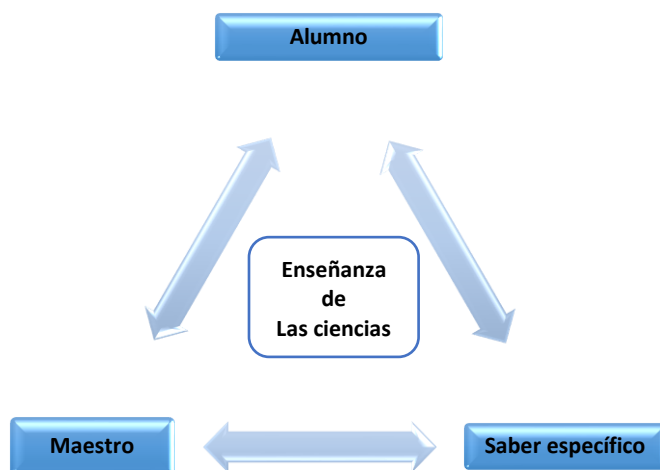 Alumno
Enseñanza
de
Las ciencias
Maestro
Saber específico